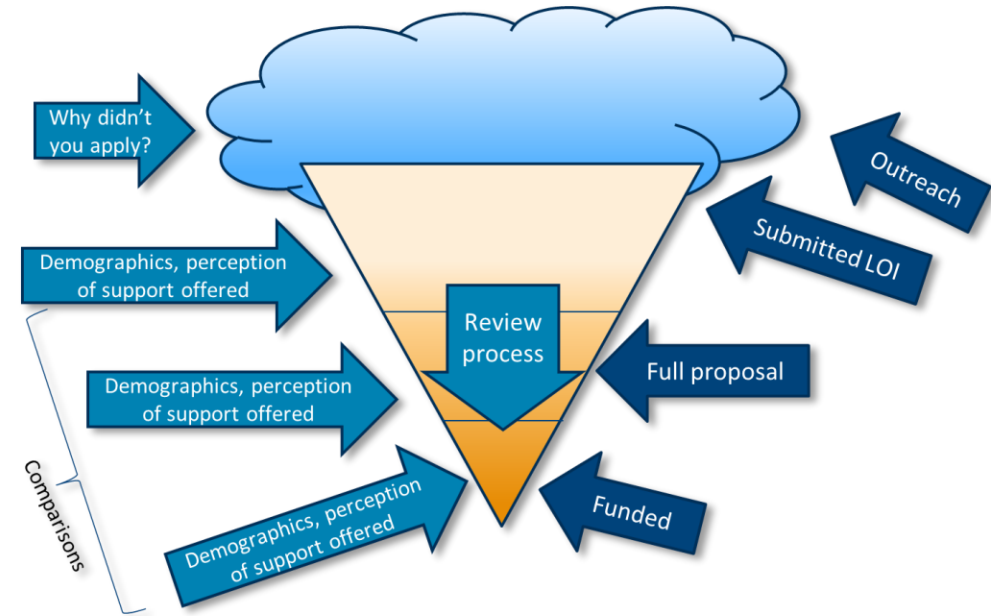 Why didn't
you apply?
Outreach
Submitted LOI
Demographics, perception
of support offered
Review
process
Full proposal
Demographics, perception
of support offered
Funded
Demographics, perception
of support offered
Comparisons